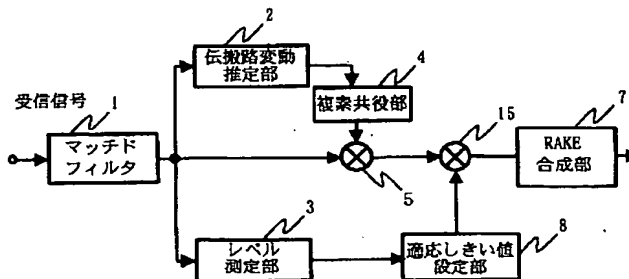 2
伝搬路変動
推定部
4
複素共役部
受信信号
1
マッチド
フィルタ
5
15
7
RAKE
合成部
3
レベル
測定部
適応しきい値
設定部
8